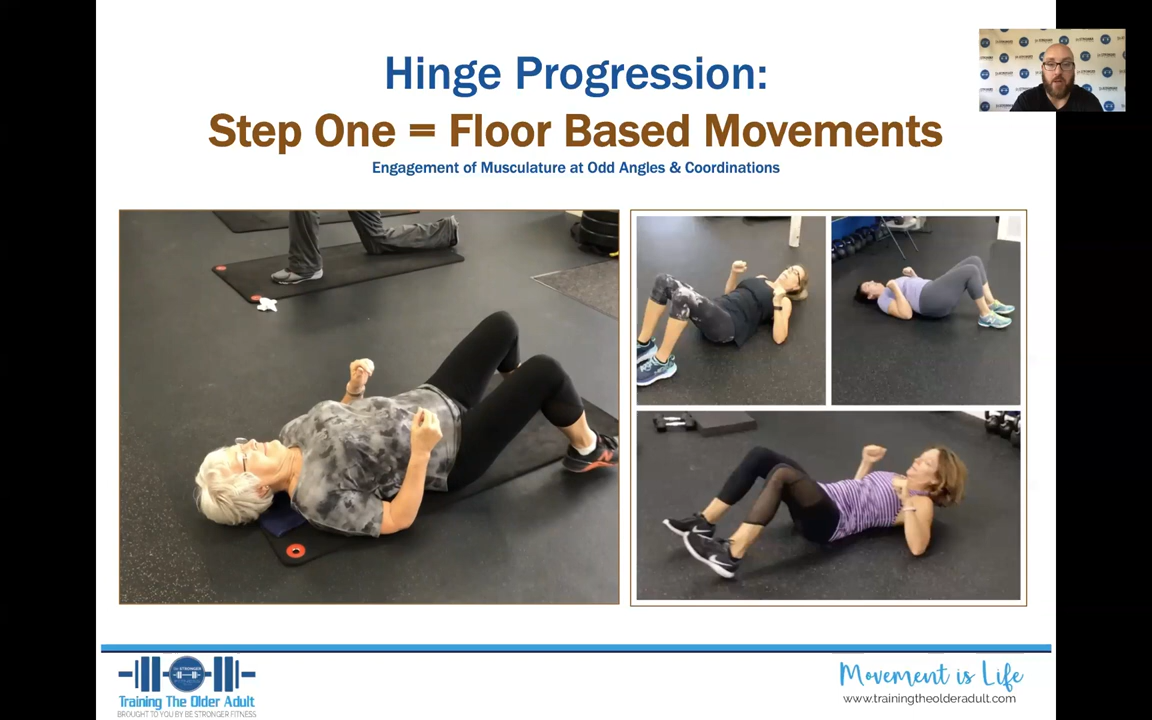 Hinge Progression:
Step One = Floor Based Movements
Engagement of Musculature at Odd Angles & Coordinations
Training The Older Adult
BROUGHT TO YOU BY BE STRONGER FITNESS
Movement is Life
www.trainingtheolderadult.com